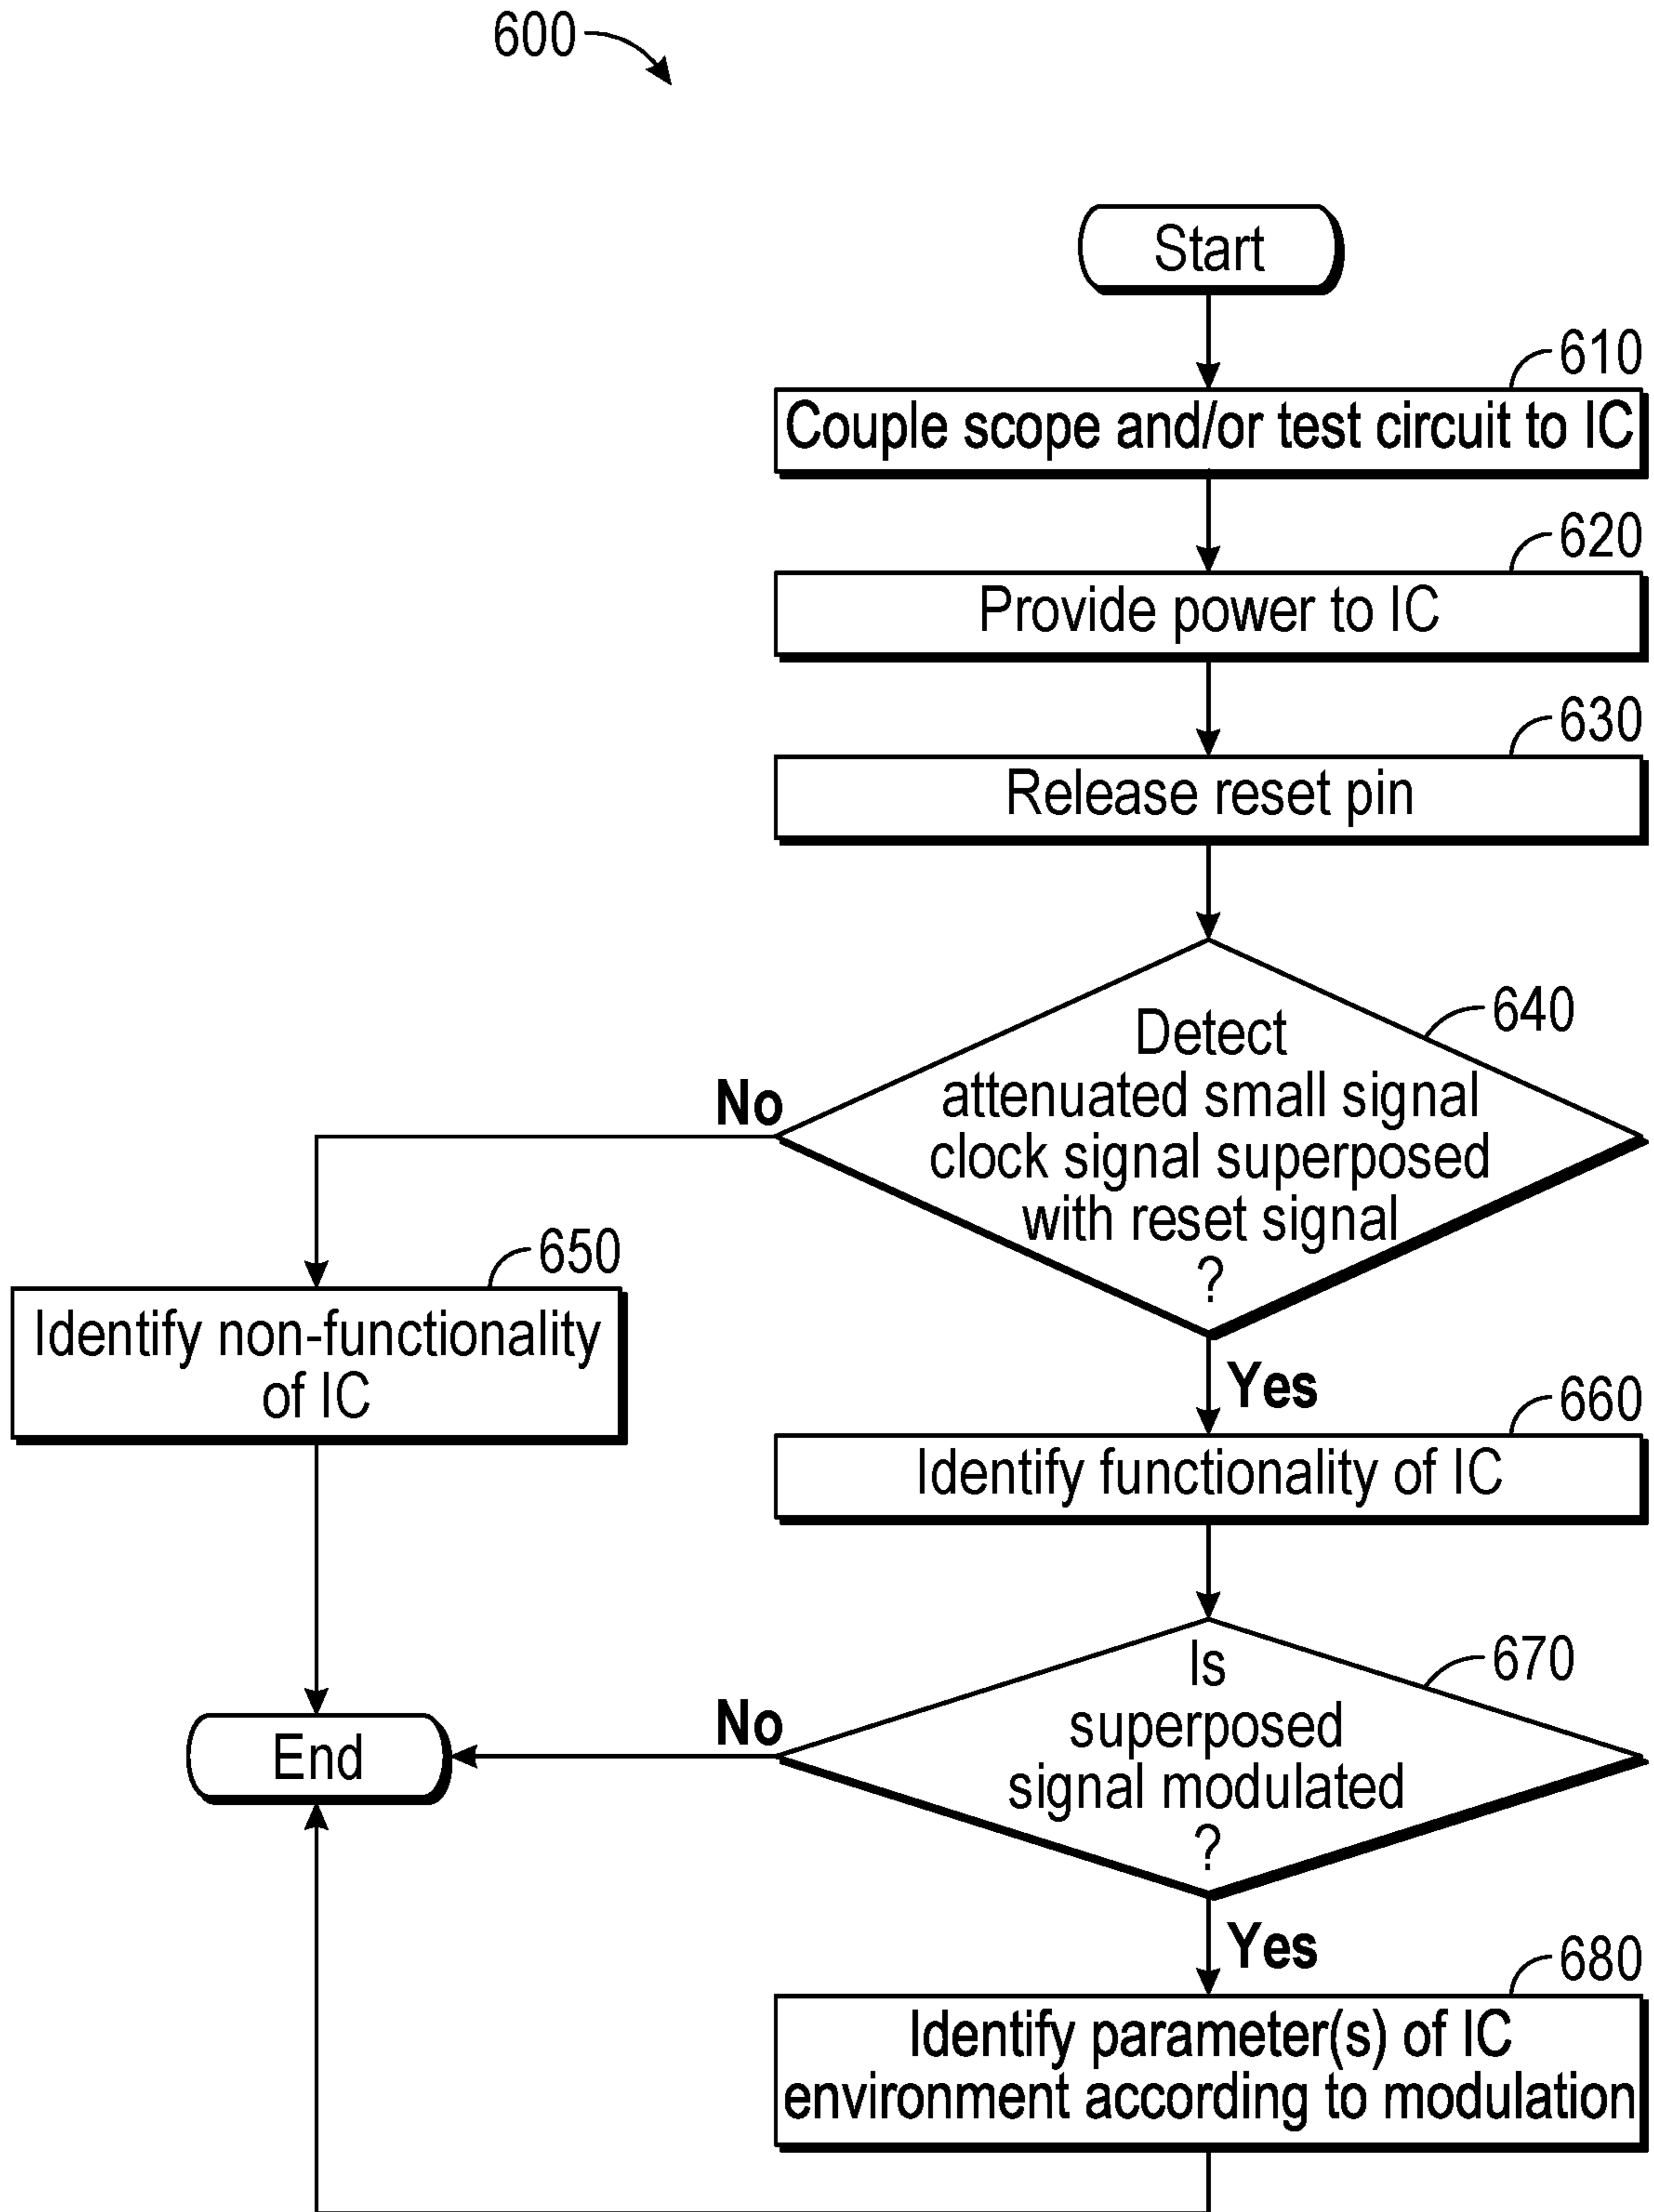 600
Start
610
Couple scope and/or test circuit to IC
620
Provide power to IC
630
Release reset pin
640
Detect
attenuated small signal
clock signal superposed
with reset signal
?
No
650
Identify non-functionality
of IC
Yes
660
Identify functionality of IC
670
Is
superposed
signal modulated
?
No
End
Yes
680
Identify parameter(s) of IC
environment according to modulation